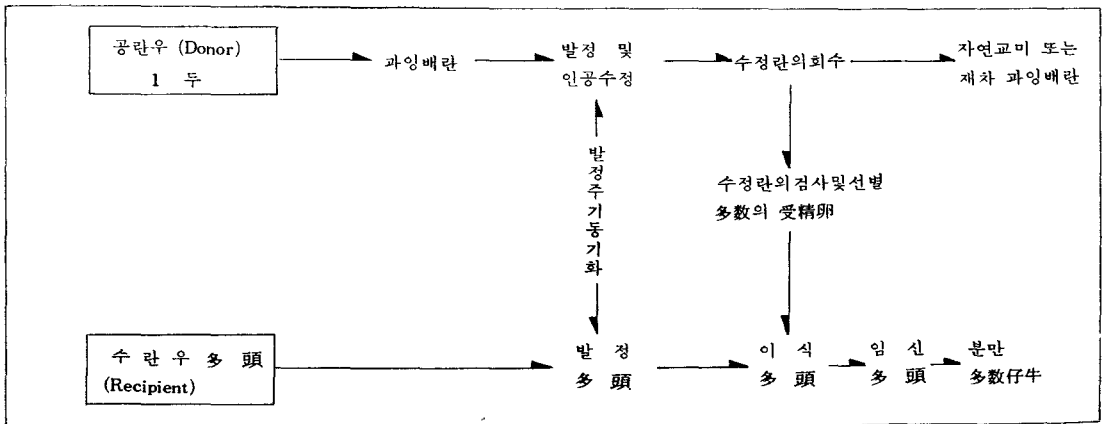 공란우 (Donor)
1 두
과잉배란
발정 및
인공수정
수정란의회수
자연교미 또는
재차 과잉배란
발정주기동기화
수정란의검사및선별
多数의 受精卵
수란우多頭
(Recipient)
발정
多頭
이식
多頭
임신
多頭
분만
多数仔牛